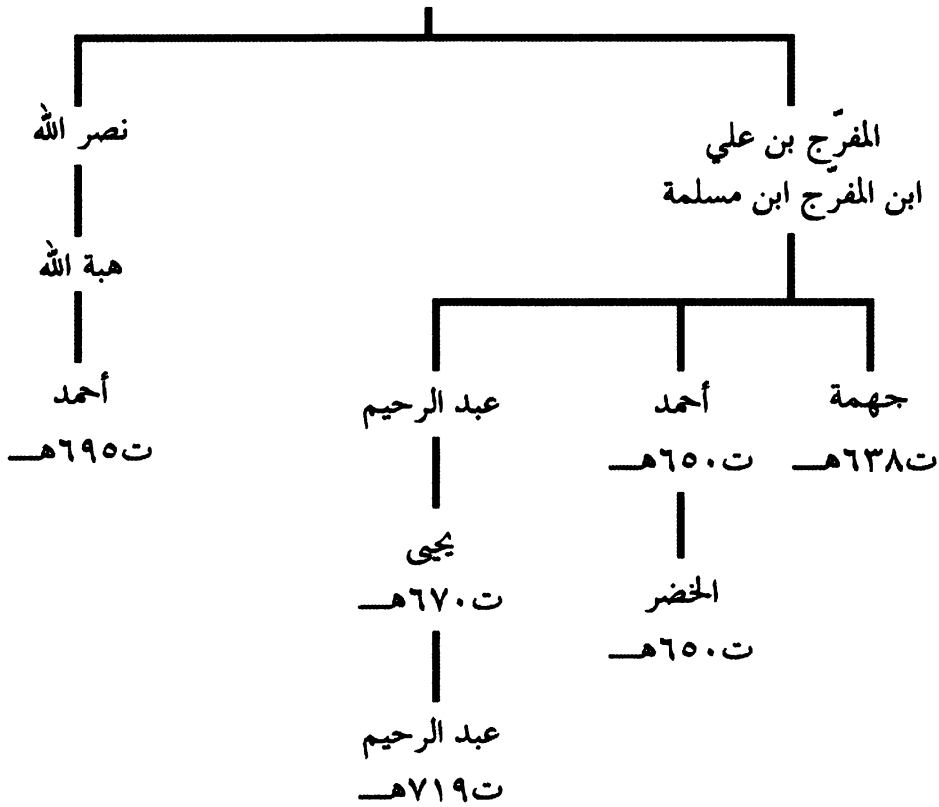 المفرّج بن علي
ابن المفرّج ابن مسلمة
نصر الله
هبة الله
جهمة
ت٦٣٨هـ
أحمد
ت٦٥٠هـ
الخضر
ت٦٥٠هـ
عبد الرحيم
يحيى
ت٦٧٠هـ
عبد الرحيم
ت٧١٩هـ
أحمد
ت٦٩٥هـ